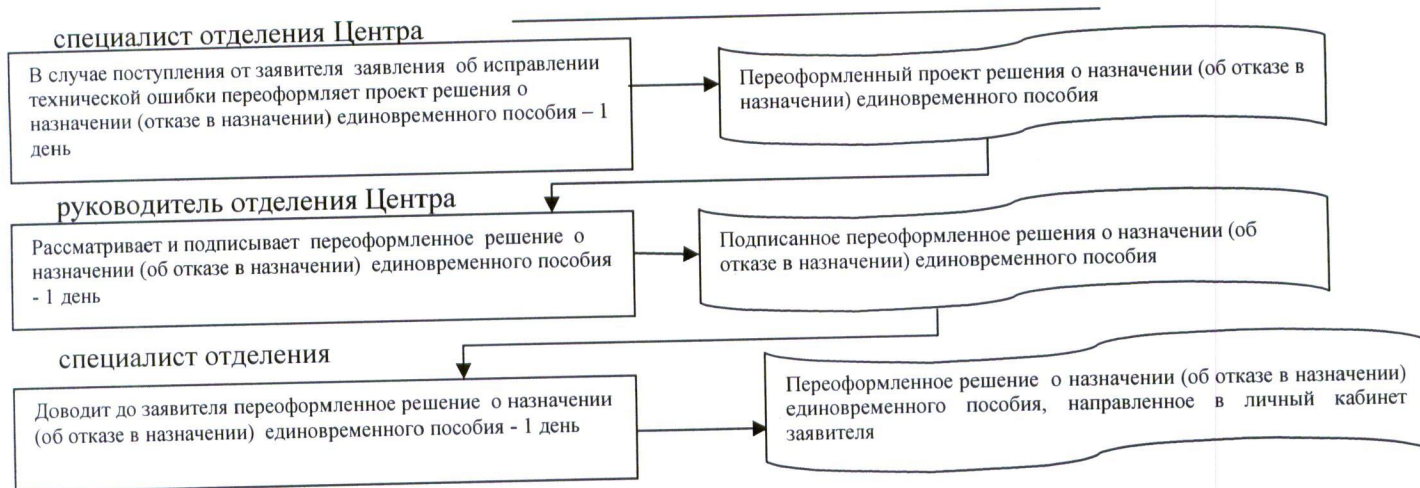 специалист отделения Центра
В случае поступления от заявителя заявления об исправлении
технической ошибки переоформляет проект решения о
назначении (отказе в назначении) единовременного пособия – 1
день
Переоформленный проект решения о назначении (об отказе в
назначении) единовременного пособия
руководитель отделения Центра
Рассматривает и подписывает переоформленное решение о
назначении (об отказе в назначении) единовременного пособия
- 1 день
Подписанное переоформленное решения о назначении (об
отказе в назначении) единовременного пособия
специалист отделения
Доводит до заявителя переоформленное решение о назначении
(об отказе в назначении) единовременного пособия - 1 день
Переоформленное решение о назначении (об отказе в назначении)
единовременного пособия, направленное в личный кабинет
заявителя